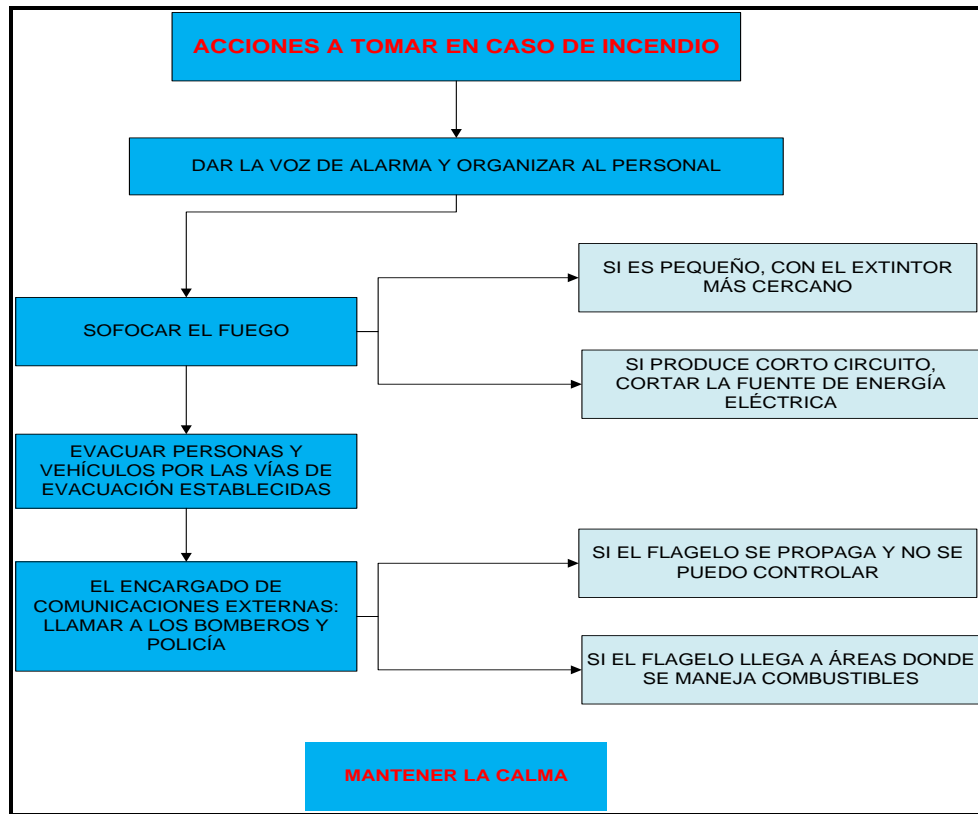 ACCIONES A TOMAR EN CASO DE INCENDIO
DAR LA VOZ DE ALARMA Y ORGANIZAR AL PERSONAL
SI ES PEQUEÑO, CON EL EXTINTOR
MÁS CERCANO
SOFOCAR EL FUEGO
SI PRODUCE CORTO CIRCUITO,
CORTAR LA FUENTE DE ENERGÍA
ELÉCTRICA
EVACUAR PERSONAS Y
VEHÍCULOS POR LAS VÍAS DE
EVACUACIÓN ESTABLECIDAS
EL ENCARGADO DE
COMUNICACIONES EXTERNAS:
LLAMAR A LOS BOMBEROS Y
POLICÍA
SI EL FLAGELO SE PROPAGA Y NO SE
PUEDO CONTROLAR
SI EL FLAGELO LLEGA A ÁREAS DONDE
SE MANEJA COMBUSTIBLES
MANTENER LA CALMA